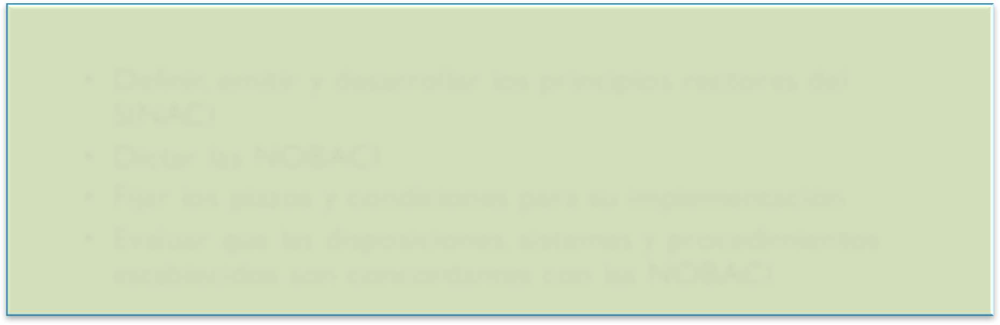 • Definir, emitir y desarrollar los principios rectores del
SINACI
• Dictar las NOBACI
• Fijar los plazos y condiciones para su implementación
• Evaluar que las disposiciones, sistemas y procedimientos
establecidos son concordantes con las NOBACI